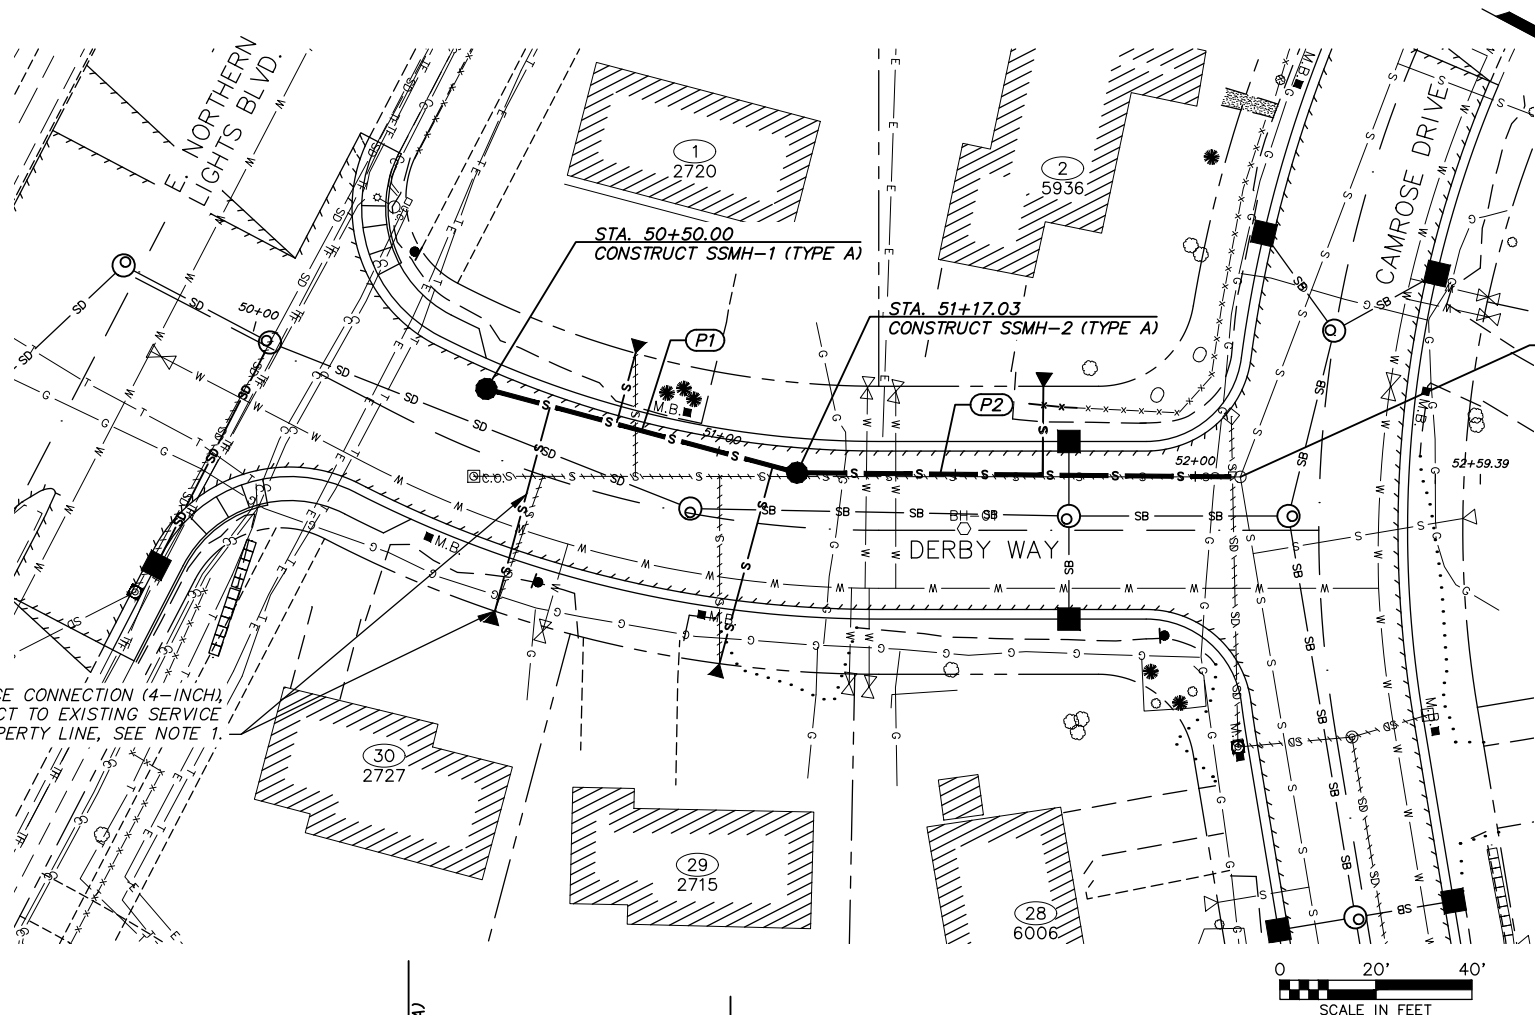 E. NORTHERN
LIGHTS BLVD.
1
2720
2
5936
M.B.
CAMROSE DRIVE
STA. 50+50.00
CONSTRUCT SSMH-1 (TYPE A)
STA. 51+17.03
CONSTRUCT SSMH-2 (TYPE A)
50+00
P1
P2
M.B.
51+00
52+00
52+59.39
C.O.
BH-01
DERBY WAY
M.B.
M.B.
CE CONNECTION (4-INCH),
CT TO EXISTING SERVICE
PERTY LINE, SEE NOTE 1.
M.B.
30
2727
29
2715
28
6006
0 20' 40'
SCALE IN FEET